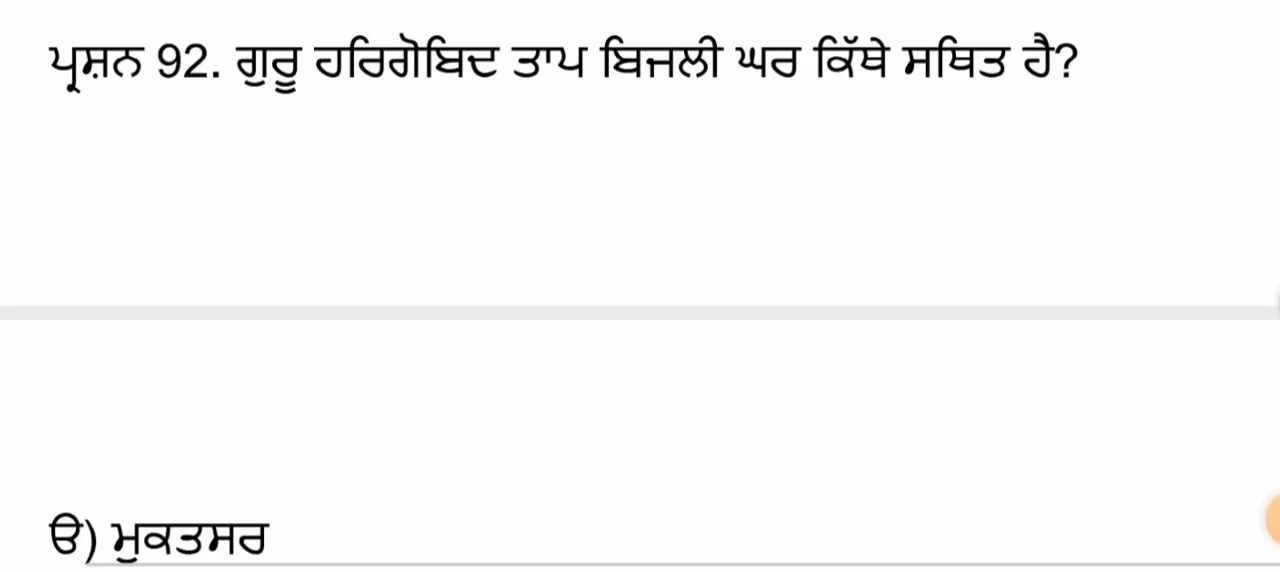 ਪ੍ਰਸ਼ਨ 92. ਗੁਰੂ ਹਰਿਗੋਬਿਦ ਤਾਪ ਬਿਜਲੀ ਘਰ ਕਿੱਥੇ ਸਥਿਤ ਹੈ?
ੳ) ਮੁਕਤਸਰ